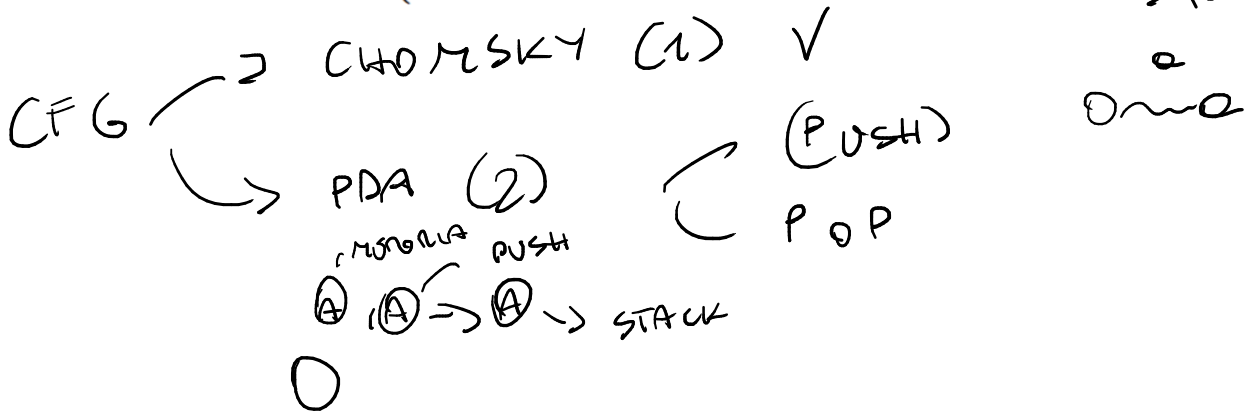 CHOMSKY (1) ✓
CFG
(PUSH)
PDA (2)
POP
MEMORIA PUSH
A , A → A → STACK